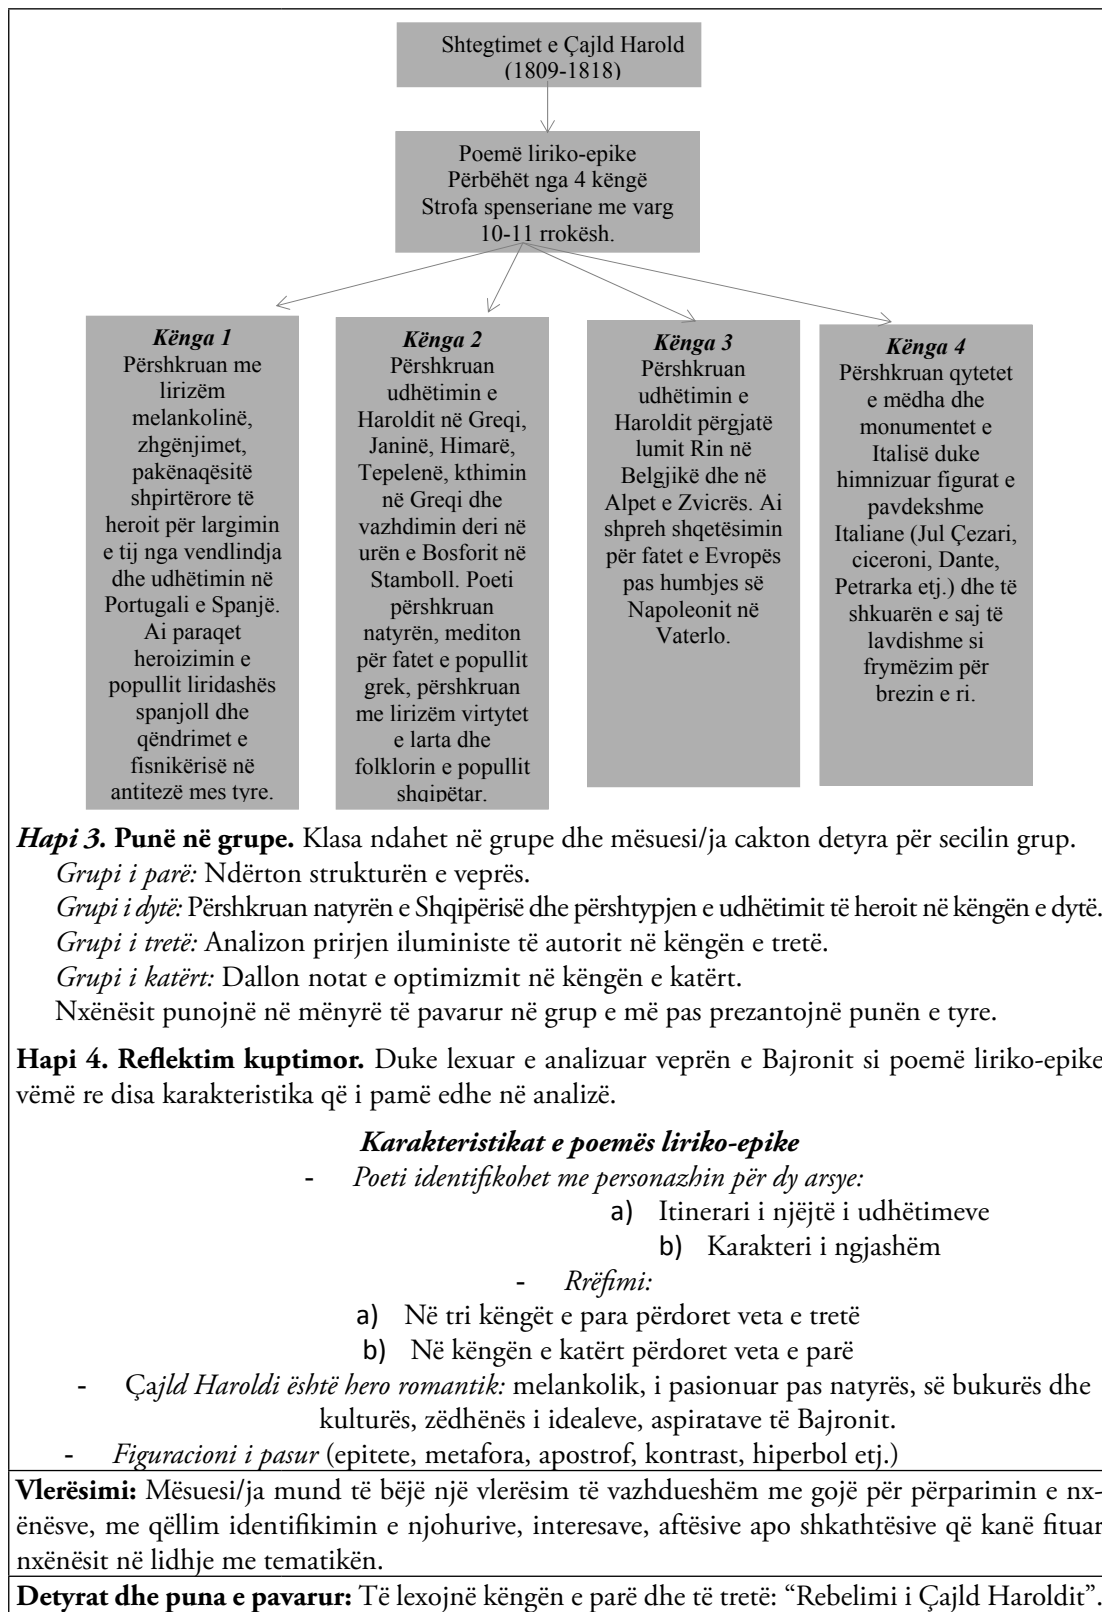 Shtegtimet e Çajld Harold
(1809-1818)
Poemë liriko-epike
Përbëhët nga 4 këngë
Strofa spenseriane me varg
10-11 rrokësh.
Kënga 1
Përshkruan me
lirizëm
melankolinë,
zhgënjimet,
pakënaqësitë
shpirtërore të
heroit për largimin
e tij nga vendlindja
dhe udhëtimin në
Portugali e Spanjë.
Ai paraqet
heroizimin e
popullit liridashës
spanjoll dhe
qëndrimet e
fisnikërisë në
antitezë mes tyre.
Kënga 2
Përshkruan
udhëtimin e
Haroldit në Greqi,
Janinë, Himarë,
Tepelenë, kthimin
në Greqi dhe
vazhdimin deri në
urën e Bosforit në
Stamboll. Poeti
përshkruan
natyrën, mediton
për fatet e popullit
grek, përshkruan
me lirizëm virtytet
e larta dhe
folklorin e popullit
shqipëtar.
Kënga 3
Përshkruan
udhëtimin e
Haroldit përgjatë
lumit Rin në
Belgjikë dhe në
Alpet e Zvicrës. Ai
shpreh shqetësimin
për fatet e Evropës
pas humbjes së
Napoleonit në
Vaterlo.
Kënga 4
Përshkruan qytetet
e mëdha dhe
monumentet e
Italisë duke
himnizuar figurat e
pavdekshme
Italiane (Jul Çezari,
ciceroni, Dante,
Petrarka etj.) dhe të
shkuarën e saj të
lavdishme si
frymëzim për
brezin e ri.
Hapi 3. Punë në grupe. Klasa ndahet në grupe dhe mësuesi/ja cakton detyra për secilin grup.
Grupi i parë: Ndërton strukturën e veprës.
Grupi i dytë: Përshkruan natyrën e Shqipërisë dhe përshtypjen e udhëtimit të heroit në këngën e dytë.
Grupi i tretë: Analizon prirjen iluministe të autorit në këngën e tretë.
Grupi i katërt: Dallon notat e optimizmit në këngën e katërt.
Nxënësit punojnë në mënyrë të pavarur në grup e më pas prezantojnë punën e tyre.
Hapi 4. Reflektim kuptimor. Duke lexuar e analizuar veprën e Bajronit si poemë liriko-epike
vëmë re disa karakteristika që i pamë edhe në analizë.
Karakteristikat e poemës liriko-epike
- Poeti identifikohet me personazhin për dy arsye:
a) Itinerari i njëjtë i udhëtimeve
b) Karakteri i ngjashëm
- Rrëfimi:
a) Në tri këngët e para përdoret veta e tretë
b) Në këngën e katërt përdoret veta e parë
- Çajld Haroldi është hero romantik: melankolik, i pasionuar pas natyrës, së bukurës dhe
kulturës, zëdhënës i idealeve, aspiratave të Bajronit.
- Figuracioni i pasur (epitete, metafora, apostrof, kontrast, hiperbol etj.)
Vlerësimi: Mësuesi/ja mund të bëjë një vlerësim të vazhdueshëm me gojë për përparimin e nx-
ënësve, me qëllim identifikimin e njohurive, interesave, aftësive apo shkathtësive që kanë fituar
nxënësit në lidhje me tematikën.
Detyrat dhe puna e pavarur: Të lexojnë këngën e parë dhe të tretë: “Rebelimi i Çajld Haroldit”.